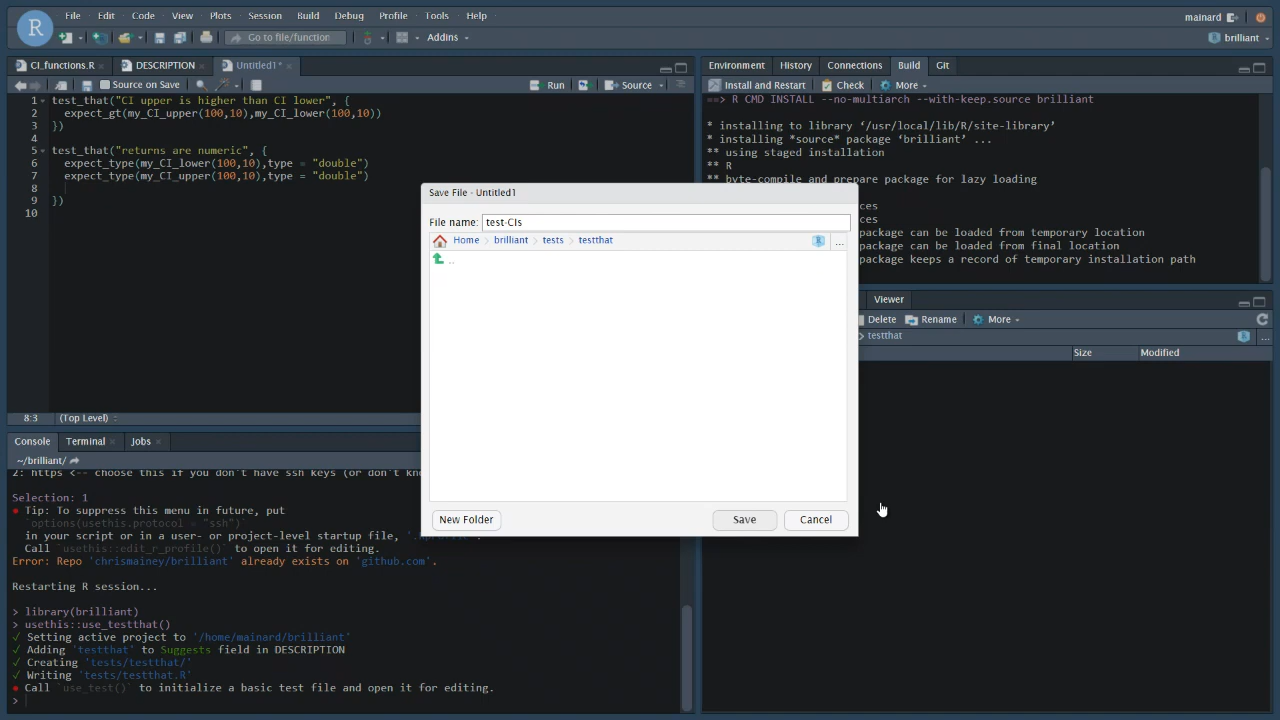 File Edit Code View Plots Session Build Debug Profile Tools Help
mainard
R
Go to file/function
Addins
brilliant
CI_functions.R DESCRIPTION Untitled1*
Source on Save
Run
Source
1 test_that("CI upper is higher than CI lower", {
2 expect_gt(my_CI_upper(100,10),my_CI_lower(100,10))
3 })
4
5 test_that("returns are numeric", {
6 expect_type(my_CI_lower(100,10),type = "double")
7 expect_type(my_CI_upper(100,10),type = "double")
8
9 })
10
8:3 (Top Level)
Environment History Connections Build Git
Install and Restart Check More
==> R CMD INSTALL --no-multiarch --with-keep.source brilliant
* installing to library ‘/usr/local/lib/R/site-library’
* installing *source* package ‘brilliant’ ...
** using staged installation
** R
** byte-compile and prepare package for lazy loading
ces
ces
package can be loaded from temporary location
package can be loaded from final location
package keeps a record of temporary installation path
Save File - Untitled1
File name: test-CIs
Home brilliant tests testthat
...
..
New Folder Save Cancel
Viewer
Delete Rename More
testthat
...
Size Modified
Console Terminal Jobs
~/brilliant/
2: https <-- choose this if you don't have ssh keys (or don't kn
Selection: 1
Tip: To suppress this menu in future, put
`options(usethis.protocol = "ssh")`
in your script or in a user- or project-level startup file, '.
Call `usethis::edit_r_profile()` to open it for editing.
Error: Repo 'chrismainey/brilliant' already exists on 'github.com'.
Restarting R session...
> library(brilliant)
> usethis::use_testthat()
✓ Setting active project to '/home/mainard/brilliant'
✓ Adding 'testthat' to Suggests field in DESCRIPTION
✓ Creating 'tests/testthat/'
✓ Writing 'tests/testthat.R'
Call `use_test()` to initialize a basic test file and open it for editing.
>